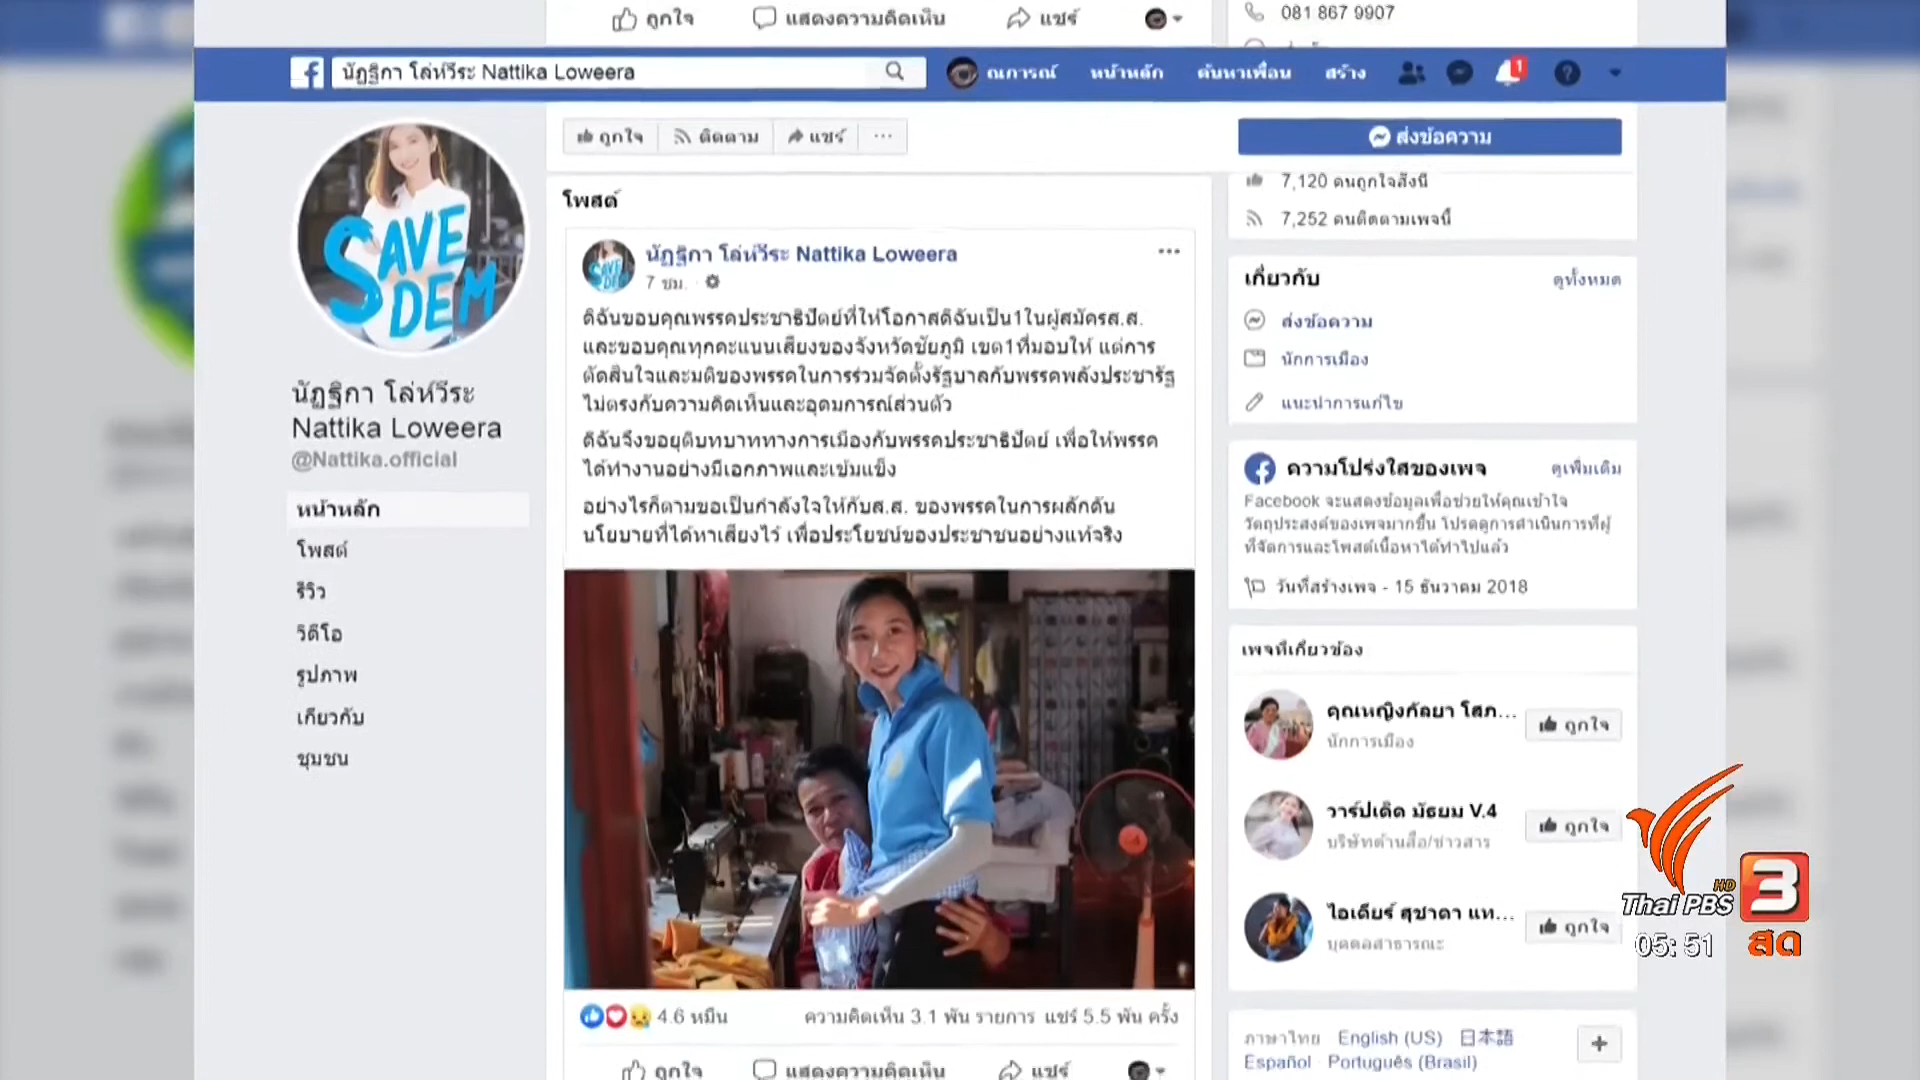 ถูกใจ แสดงความคิดเห็น แชร์
081 867 9907
นัฏฐิกา โล่ห์วีระ Nattika Loweera
ณภารณ์ หน้าหลัก ค้นหาเพื่อน สร้าง
1
ถูกใจ ติดตาม แชร์ ...
ส่งข้อความ
SAVE
DEM
นัฏฐิกา โล่ห์วีระ
Nattika Loweera
@Nattika.official
หน้าหลัก
โพสต์
รีวิว
วิดีโอ
รูปภาพ
เกี่ยวกับ
ชุมชน
โพสต์
นัฏฐิกา โล่ห์วีระ Nattika Loweera
7 ชม. ·
ดิฉันขอบคุณพรรคประชาธิปัตย์ที่ให้โอกาสดิฉันเป็น1ในผู้สมัครส.ส.
และขอบคุณทุกคะแนนเสียงของจังหวัดชัยภูมิ เขต1ที่มอบให้ แต่การ
ตัดสินใจและมติของพรรคในการร่วมจัดตั้งรัฐบาลกับพรรคพลังประชารัฐ
ไม่ตรงกับความคิดเห็นและอุดมการณ์ส่วนตัว
ดิฉันจึงขอยุติบทบาททางการเมืองกับพรรคประชาธิปัตย์ เพื่อให้พรรค
ได้ทำงานอย่างมีเอกภาพและเข้มแข็ง
อย่างไรก็ตามขอเป็นกำลังใจให้กับส.ส. ของพรรคในการผลักดัน
นโยบายที่ได้หาเสียงไว้ เพื่อประโยชน์ของประชาชนอย่างแท้จริง
4.6 หมื่น ความคิดเห็น 3.1 พัน รายการ แชร์ 5.5 พัน ครั้ง
ถูกใจ แสดงความคิดเห็น แชร์
7,120 คนถูกใจสิ่งนี้
7,252 คนติดตามเพจนี้
เกี่ยวกับ ดูทั้งหมด
ส่งข้อความ
นักการเมือง
แนะนำการแก้ไข
ความโปร่งใสของเพจ ดูเพิ่มเติม
Facebook จะแสดงข้อมูลเพื่อช่วยให้คุณเข้าใจ
วัตถุประสงค์ของเพจมากขึ้น โปรดดูการดำเนินการที่ผู้
ที่จัดการและโพสต์เนื้อหาได้ทำไปแล้ว
วันที่สร้างเพจ - 15 ธันวาคม 2018
เพจที่เกี่ยวข้อง
คุณหญิงกัลยา โสภ... ถูกใจ
นักการเมือง
วาร์ปเด็ด มัธยม V.4 ถูกใจ
บริษัทด้านสื่อ/ข่าวสาร
ไอเดียร์ สุชาดา แท... ถูกใจ
บุคคลสาธารณะ
Thai PBS HD 3
05:51 สด
ภาษาไทย English (US) 日本語
Español · Português (Brasil)